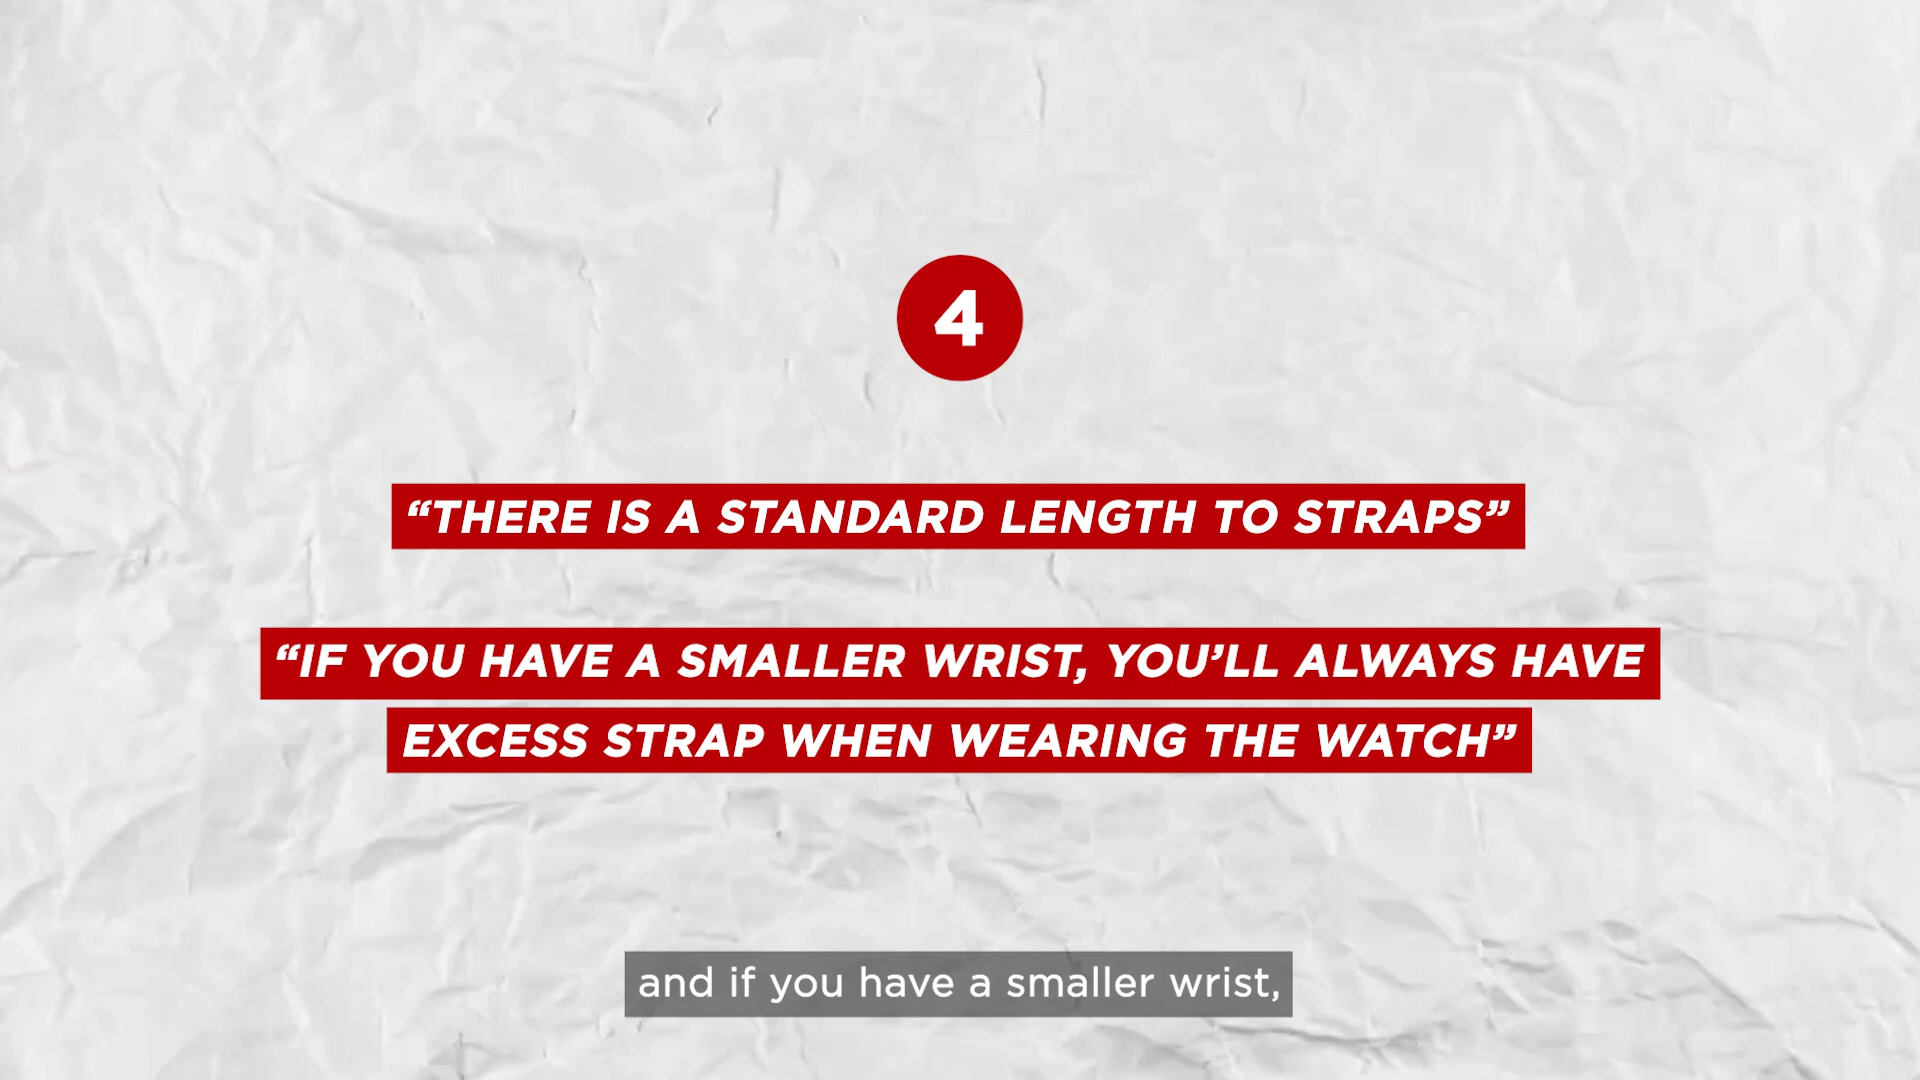 4
“THERE IS A STANDARD LENGTH TO STRAPS”
“IF YOU HAVE A SMALLER WRIST, YOU’LL ALWAYS HAVE
EXCESS STRAP WHEN WEARING THE WATCH”
and if you have a smaller wrist,